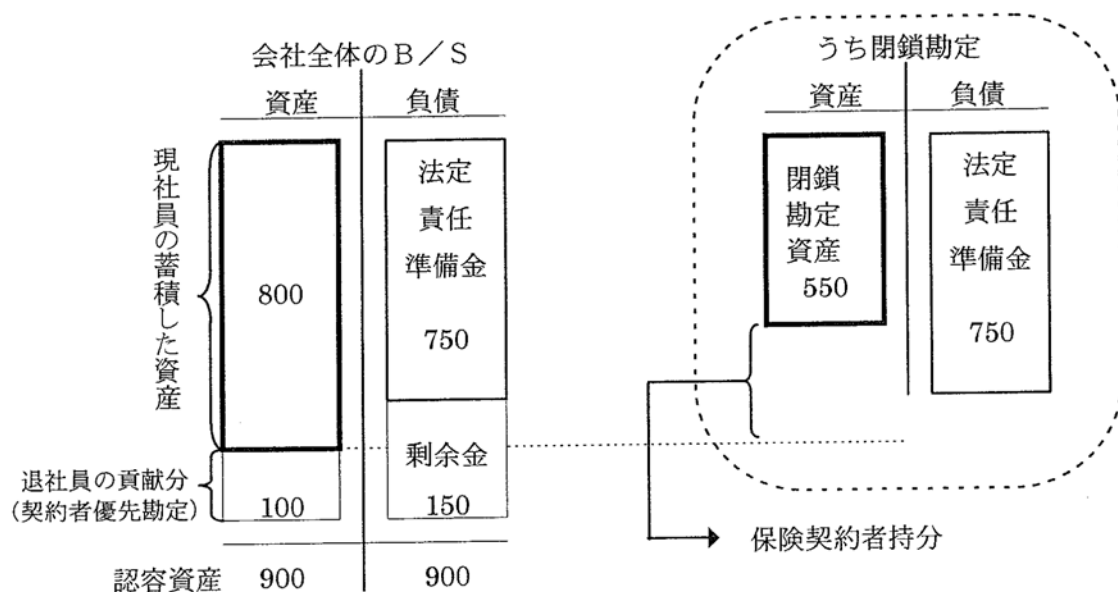 会社全体のB／S
資産
負債
現社員の蓄積した資産
800
法定
責任
準備金
750
退社員の貢献分
(契約者優先勘定)
100
剰余金
150
認容資産
900
900
うち閉鎖勘定
資産
負債
閉鎖
勘定
資産
550
法定
責任
準備金
750
保険契約者持分